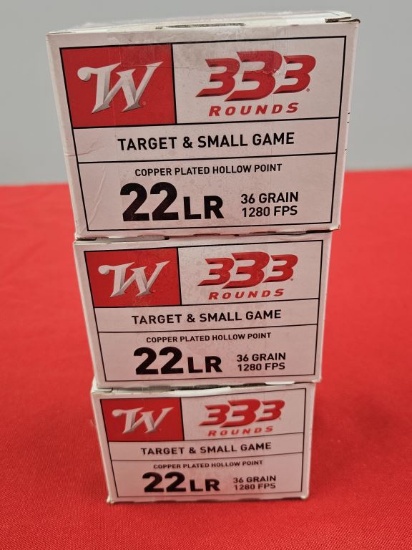 W 333
ROUNDS
TARGET & SMALL GAME
COPPER PLATED HOLLOW POINT
22LR 36 GRAIN
1280 FPS
W 333
ROUNDS
TARGET & SMALL GAME
COPPER PLATED HOLLOW POINT
22LR 36 GRAIN
1280 FPS
W 333
ROUNDS
TARGET & SMALL GAME
COPPER PLATED HOLLOW POINT
22LR 36 GRAIN
1280 FPS